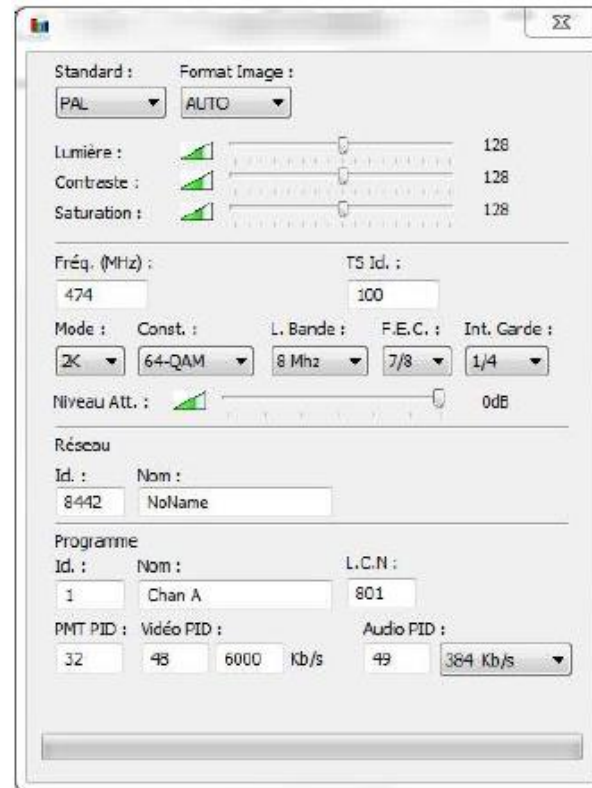 Standard : Format Image :
PAL AUTO
Lumière : 128
Contraste : 128
Saturation : 128
Fréq. (MHz) : TS Id. :
474 100
Mode : Const. : L. Bande : F.E.C. : Int. Garde :
2K 64-QAM 8 Mhz 7/8 1/4
Niveau Att. : 0dB
Réseau
Id. : Nom :
8442 NoName
Programme
Id. : Nom : L.C.N :
1 Chan A 801
PMT PID : Vidéo PID : Audio PID :
32 48 6000 Kb/s 49 384 Kb/s